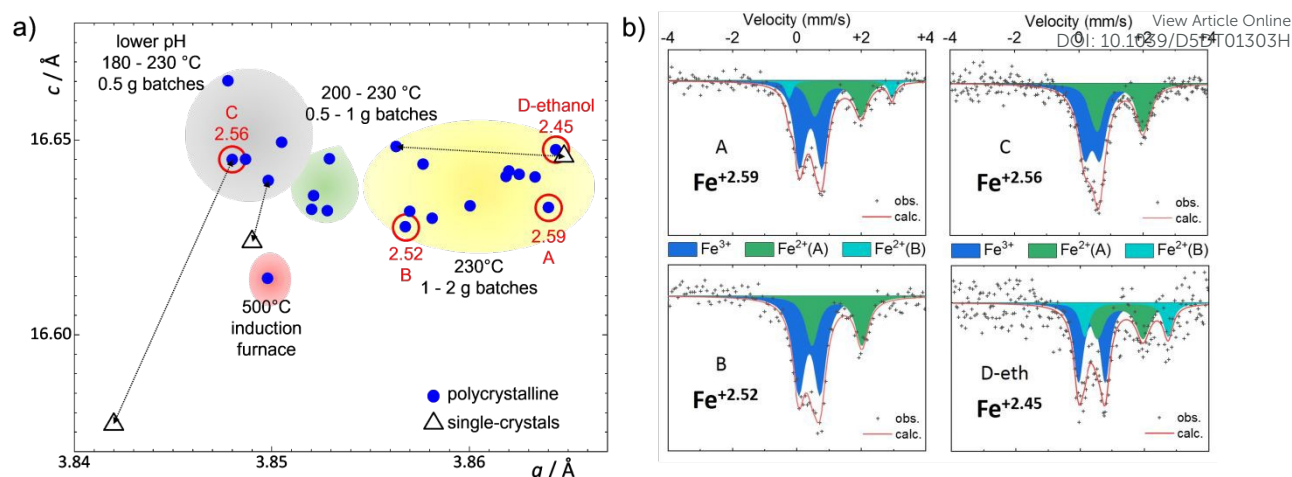 a)
c / Å
16.65
16.60
3.84
3.85
3.86
a / Å
lower pH
180 - 230 °C
0.5 g batches
C
2.56
200 - 230 °C
0.5 - 1 g batches
D-ethanol
2.45
2.52
B
2.59
A
230°C
1 - 2 g batches
500°C
induction
furnace
polycrystalline
single-crystals
b)
View Article Online
DOI: 10.1039/D5DT01303H
Velocity (mm/s)
-4 -2 0 +2 +4
A
Fe+2.59
obs.
calc.
Velocity (mm/s)
-4 -2 0 +2 +4
C
Fe+2.56
obs.
calc.
Fe3+ Fe2+(A) Fe2+(B)
Fe3+ Fe2+(A) Fe2+(B)
B
Fe+2.52
obs.
calc.
D-eth
Fe+2.45
obs.
calc.